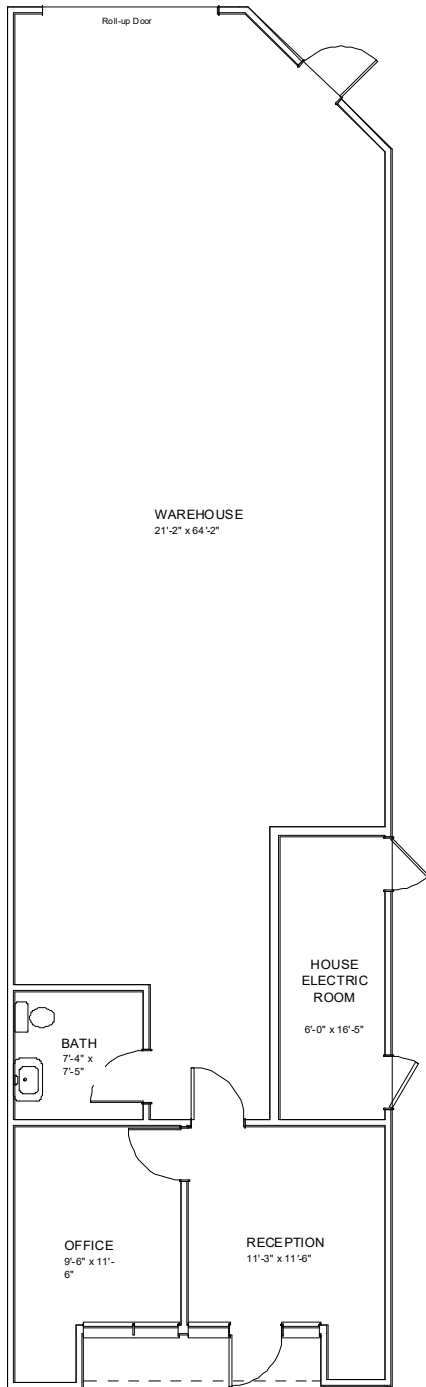 Roll-up Door
WAREHOUSE
21'-2" x 64'-2"
HOUSE
ELECTRIC
ROOM
6'-0" x 16'-5"
BATH
7'-4" x
7'-5"
OFFICE
9'-6" x 11'-
6"
RECEPTION
11'-3" x 11'-6"